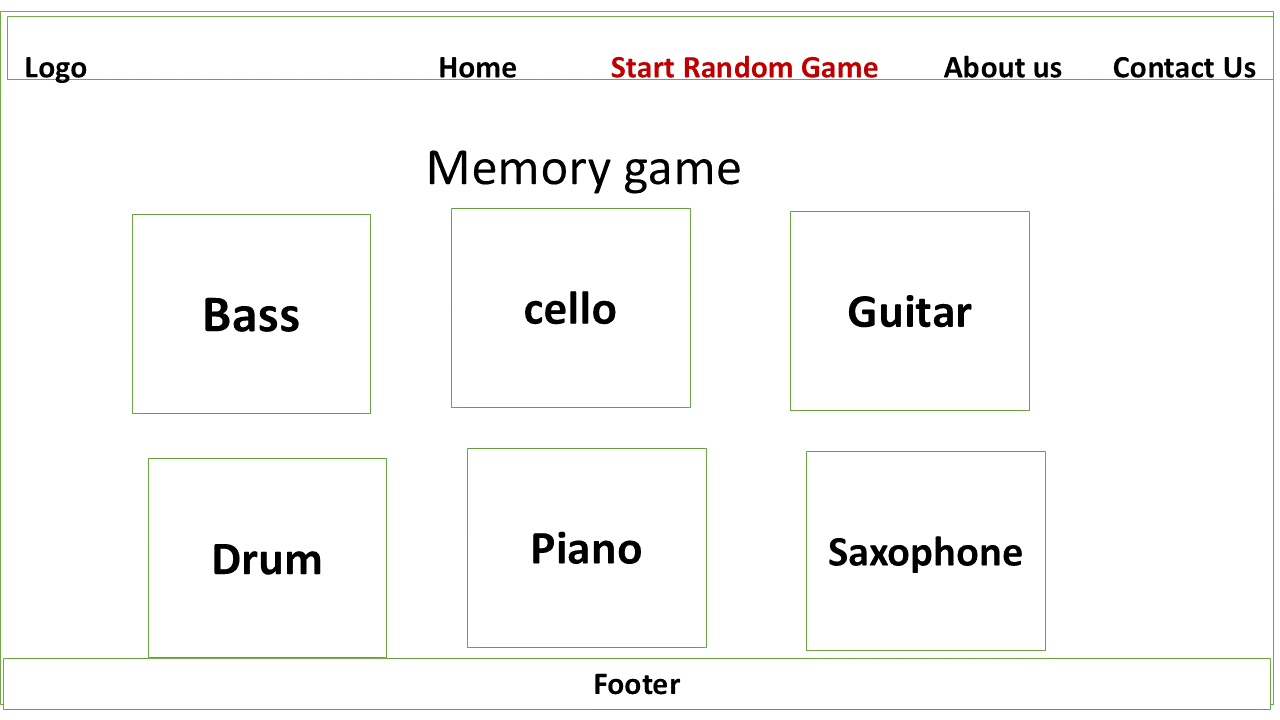 Logo Home Start Random Game About us Contact Us
Memory game
Bass cello Guitar
Drum Piano Saxophone
Footer